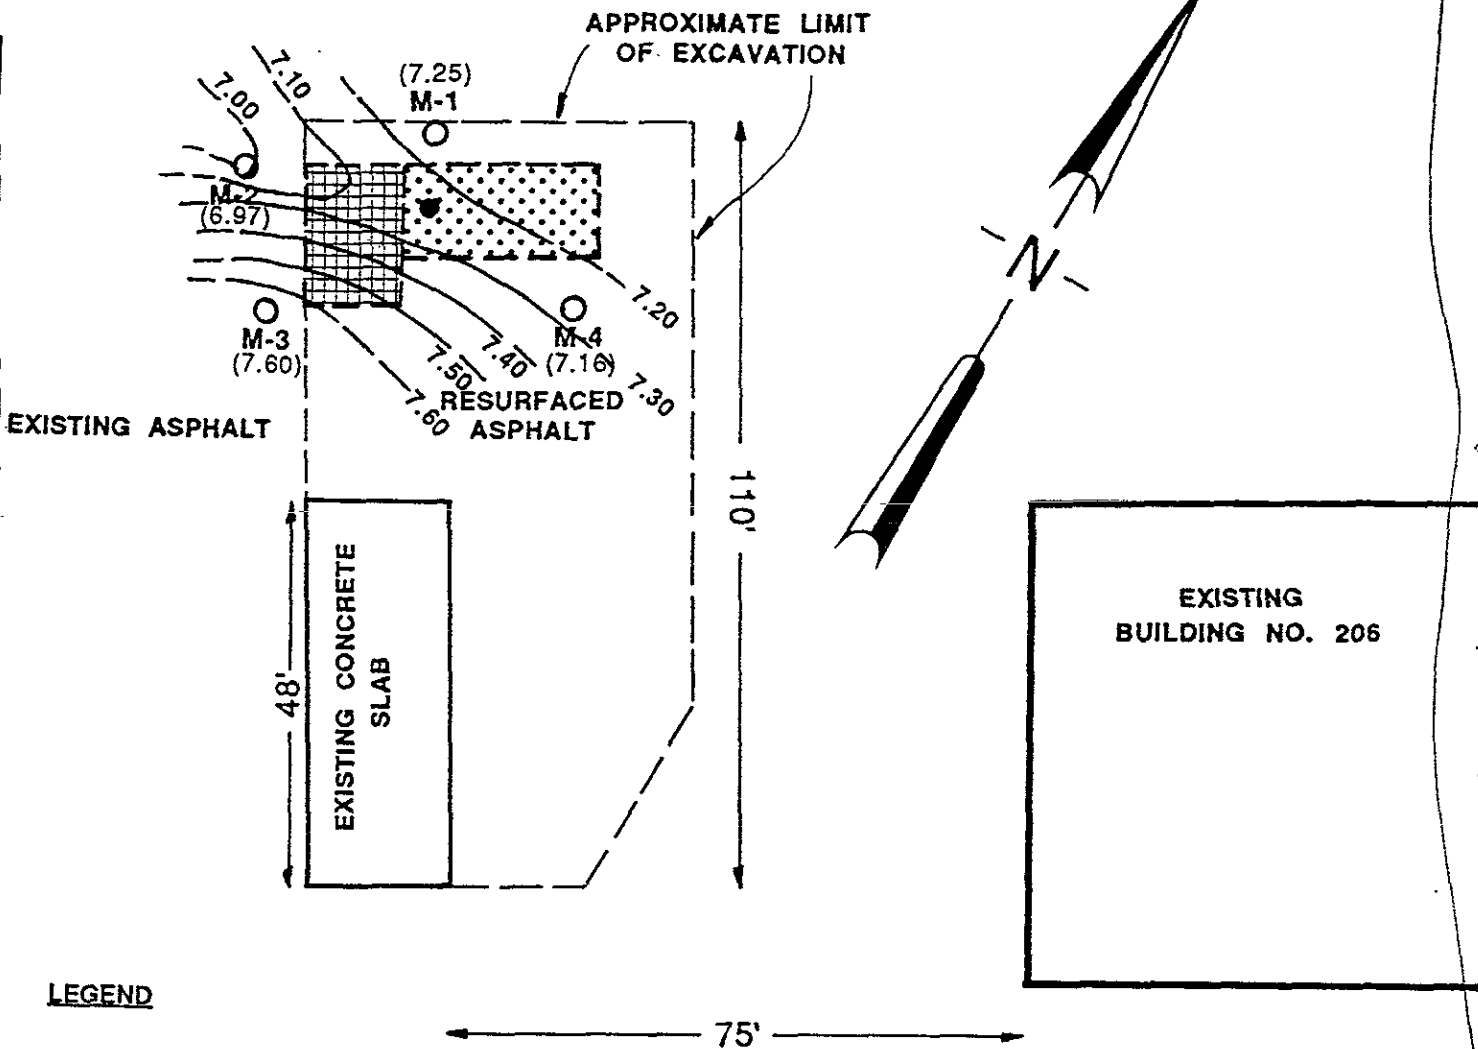 APPROXIMATE LIMIT
OF EXCAVATION
(7.25)
M-1
7.10
7.00
M-2
(6.97)
7.20
M-3
(7.60)
M-4
(7.16)
7.40
7.50
7.30
7.60
RESURFACED
ASPHALT
EXISTING ASPHALT
N
110'
48'
EXISTING CONCRETE
SLAB
EXISTING
BUILDING NO. 206
LEGEND
75'